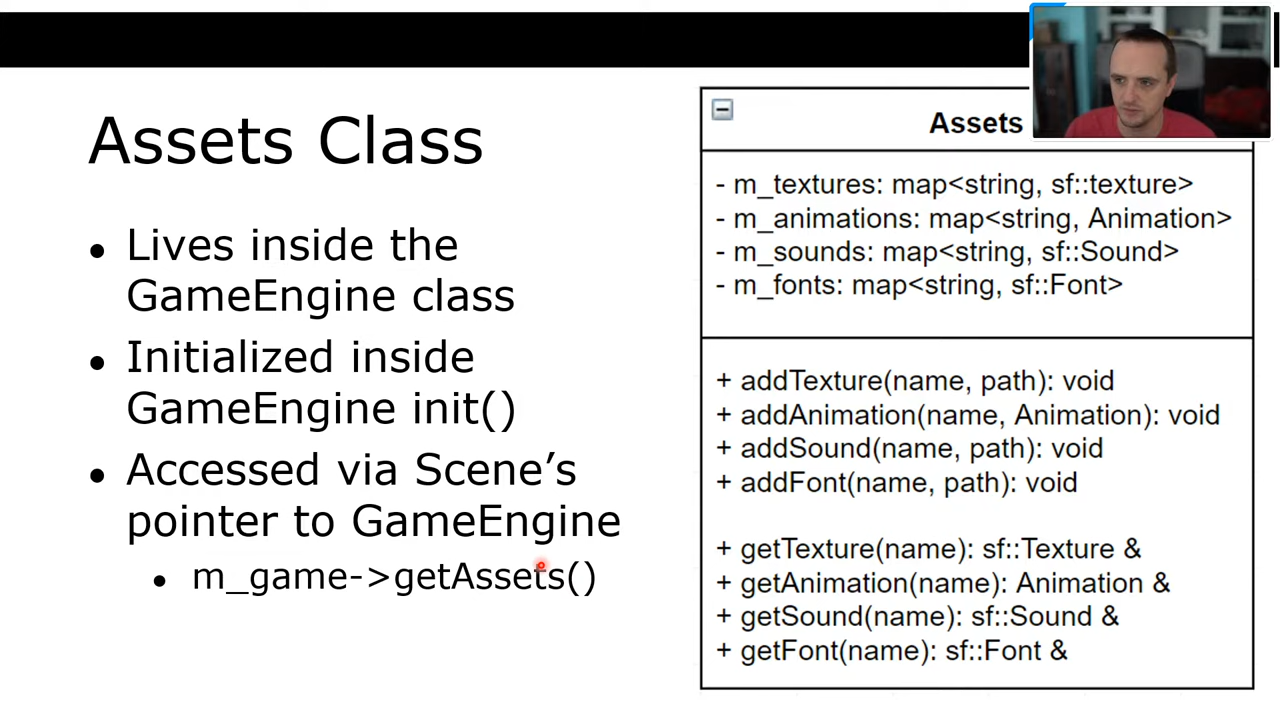 Assets Class
● Lives inside the
GameEngine class
● Initialized inside
GameEngine init()
● Accessed via Scene’s
pointer to GameEngine
● m_game->getAssets()
Assets
- m_textures: map<string, sf::texture>
- m_animations: map<string, Animation>
- m_sounds: map<string, sf::Sound>
- m_fonts: map<string, sf::Font>
+ addTexture(name, path): void
+ addAnimation(name, Animation): void
+ addSound(name, path): void
+ addFont(name, path): void
+ getTexture(name): sf::Texture &
+ getAnimation(name): Animation &
+ getSound(name): sf::Sound &
+ getFont(name): sf::Font &